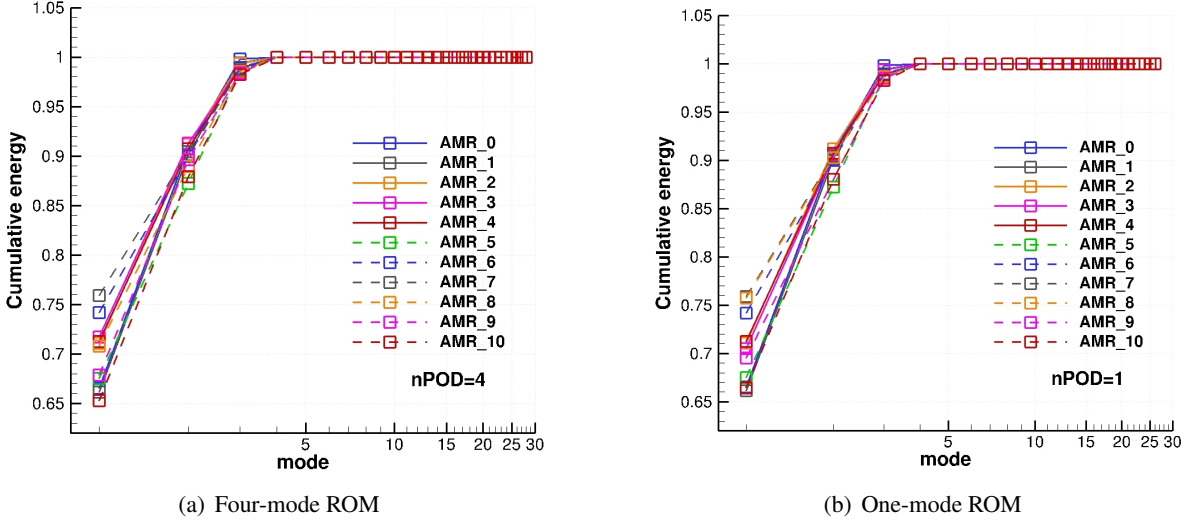 1.05
1
0.95
0.9
0.85
0.8
0.75
0.7
0.65
Cumulative energy
AMR_0
AMR_1
AMR_2
AMR_3
AMR_4
AMR_5
AMR_6
AMR_7
AMR_8
AMR_9
AMR_10
nPOD=4
5 10 15 20 25 30
mode
(a) Four-mode ROM
1.05
1
0.95
0.9
0.85
0.8
0.75
0.7
0.65
Cumulative energy
AMR_0
AMR_1
AMR_2
AMR_3
AMR_4
AMR_5
AMR_6
AMR_7
AMR_8
AMR_9
AMR_10
nPOD=1
5 10 15 20 25 30
mode
(b) One-mode ROM